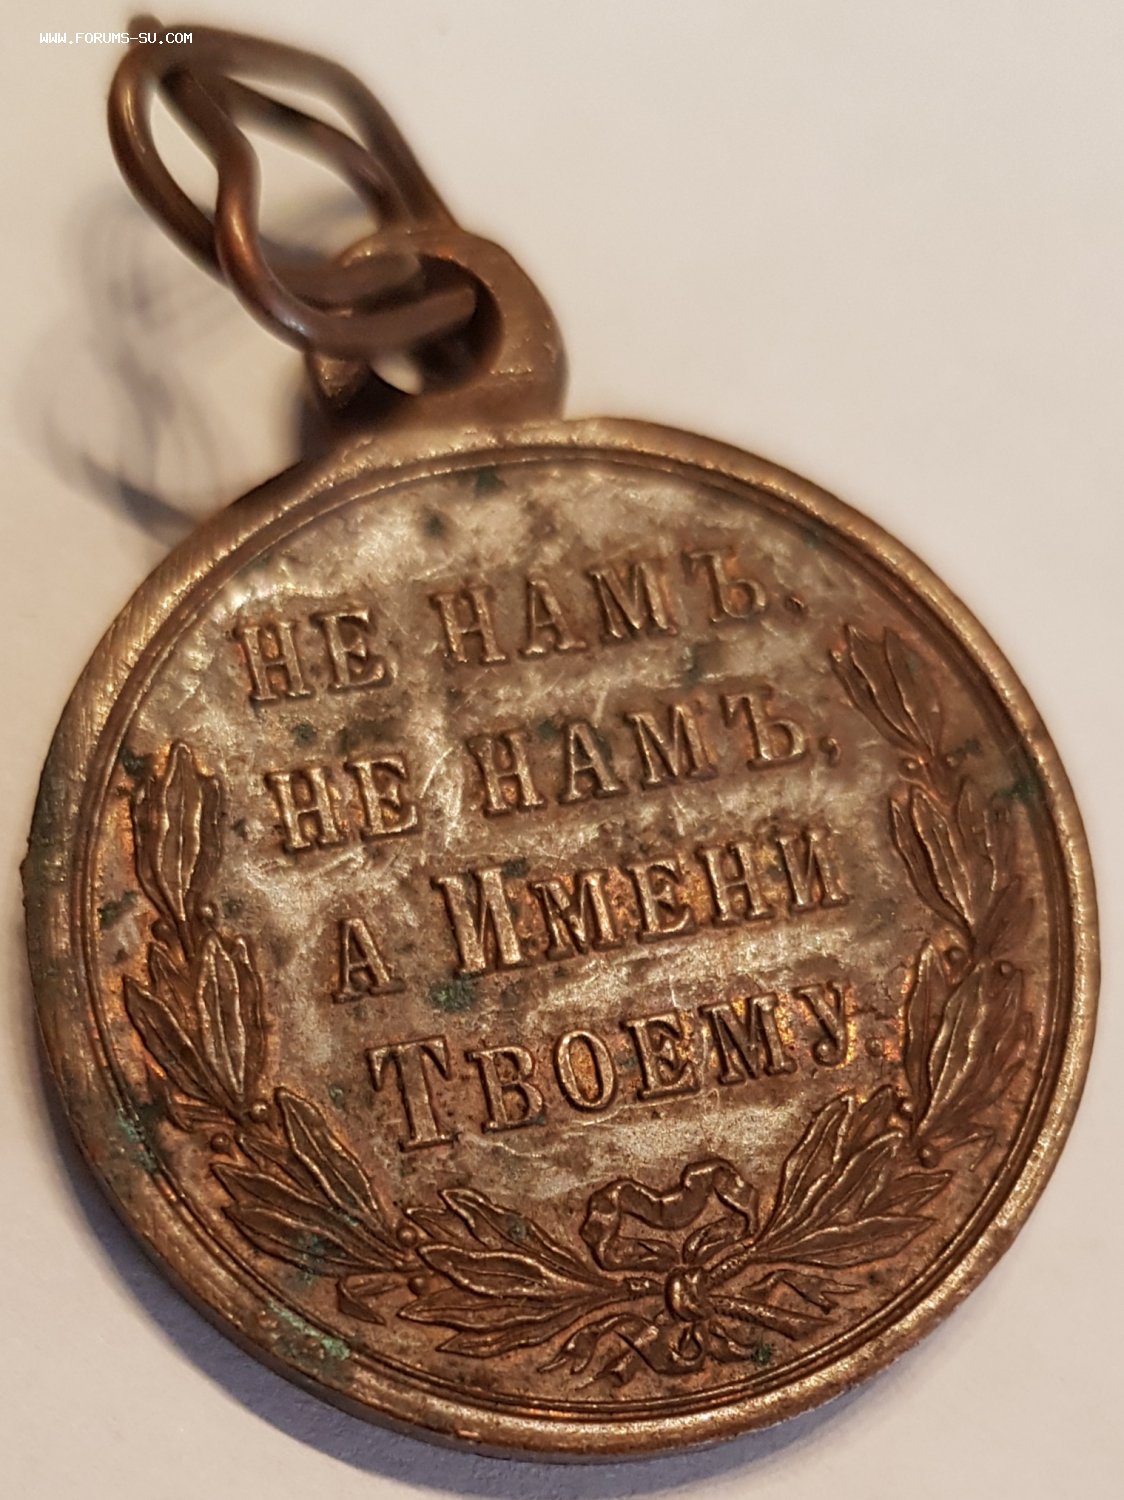 WWW.FORUMS-SU.COM
НЕ НАМЪ.
НЕ НАМЪ,
А ИМЕНИ
ТВОЕМУ.